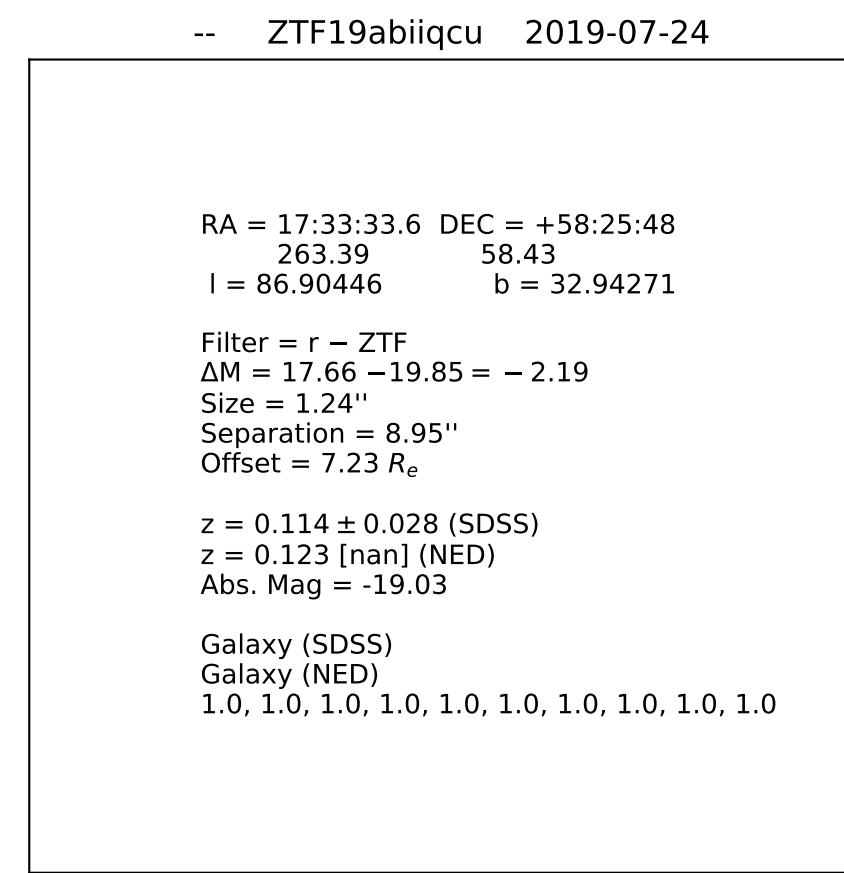 -- ZTF19abiiqcu 2019-07-24
RA = 17:33:33.6 DEC = +58:25:48
263.39 58.43
l = 86.90446 b = 32.94271
Filter = r − ZTF
ΔM = 17.66 −19.85 = − 2.19
Size = 1.24''
Separation = 8.95''
Offset = 7.23 Rₑ
z = 0.114 ± 0.028 (SDSS)
z = 0.123 [nan] (NED)
Abs. Mag = -19.03
Galaxy (SDSS)
Galaxy (NED)
1.0, 1.0, 1.0, 1.0, 1.0, 1.0, 1.0, 1.0, 1.0, 1.0